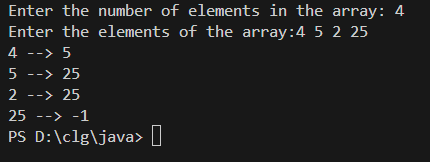 Enter the number of elements in the array: 4
Enter the elements of the array:4 5 2 25
4 --> 5
5 --> 25
2 --> 25
25 --> -1
PS D:\clg\java>